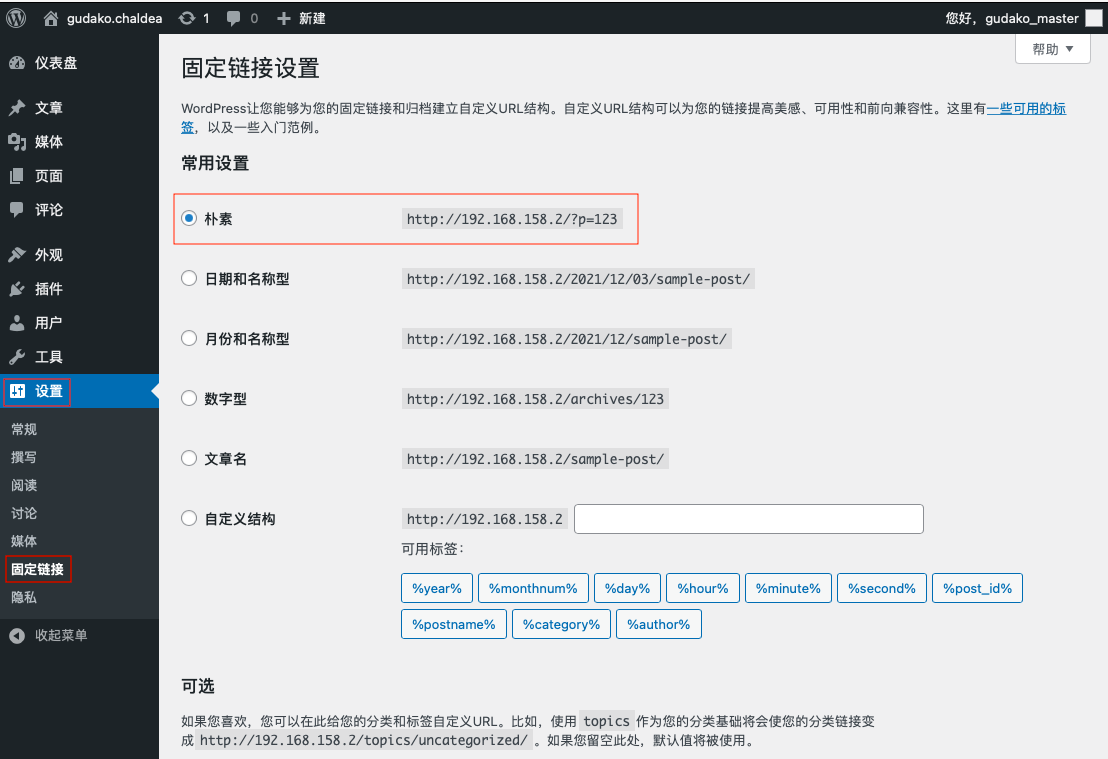 gudako.chaldea 1 0 新建 您好，gudako_master
帮助
仪表盘
文章
媒体
页面
评论
外观
插件
用户
工具
设置
常规
撰写
阅读
讨论
媒体
固定链接
隐私
收起菜单
固定链接设置
WordPress让您能够为您的固定链接和归档建立自定义URL结构。自定义URL结构可以为您的链接提高美感、可用性和前向兼容性。这里有一些可用的标
签，以及一些入门范例。
常用设置
朴素 http://192.168.158.2/?p=123
日期和名称型 http://192.168.158.2/2021/12/03/sample-post/
月份和名称型 http://192.168.158.2/2021/12/sample-post/
数字型 http://192.168.158.2/archives/123
文章名 http://192.168.158.2/sample-post/
自定义结构 http://192.168.158.2
可用标签：
%year% %monthnum% %day% %hour% %minute% %second% %post_id%
%postname% %category% %author%
可选
如果您喜欢，您可以在此给您的分类和标签自定义URL。比如，使用 topics 作为您的分类基础将会使您的分类链接变
成 http://192.168.158.2/topics/uncategorized/ 。如果您留空此处，默认值将被使用。